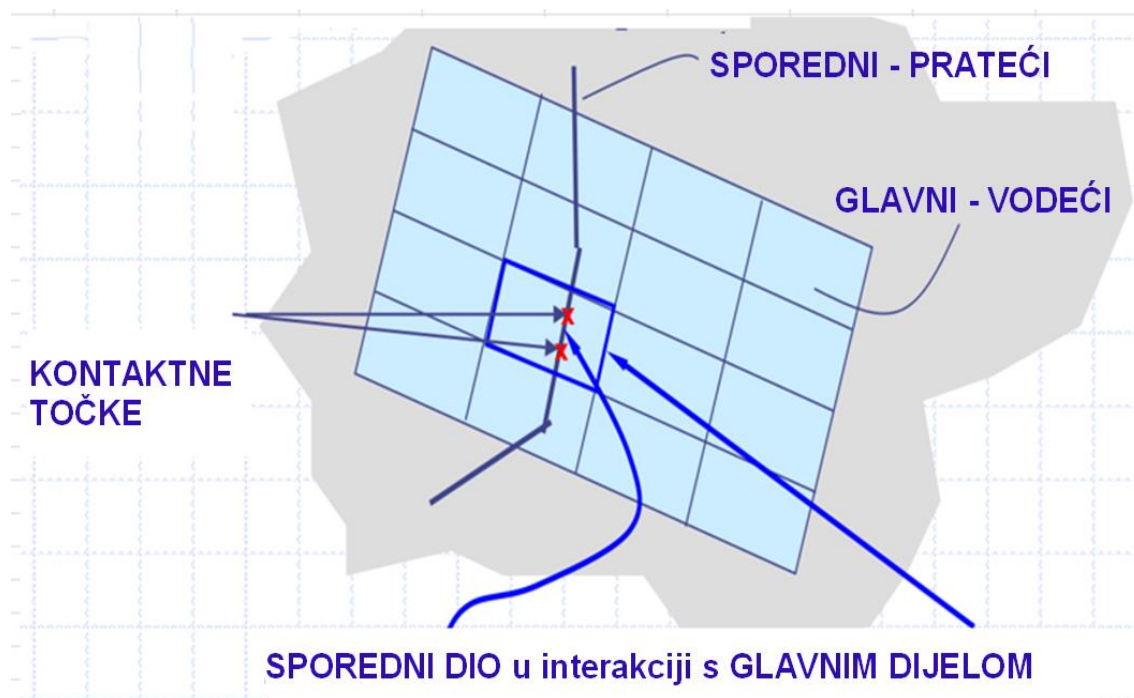 SPOREDNI - PRATEĆI
GLAVNI - VODEĆI
KONTAKTNE
TOČKE
SPOREDNI DIO u interakciji s GLAVNIM DIJELOM